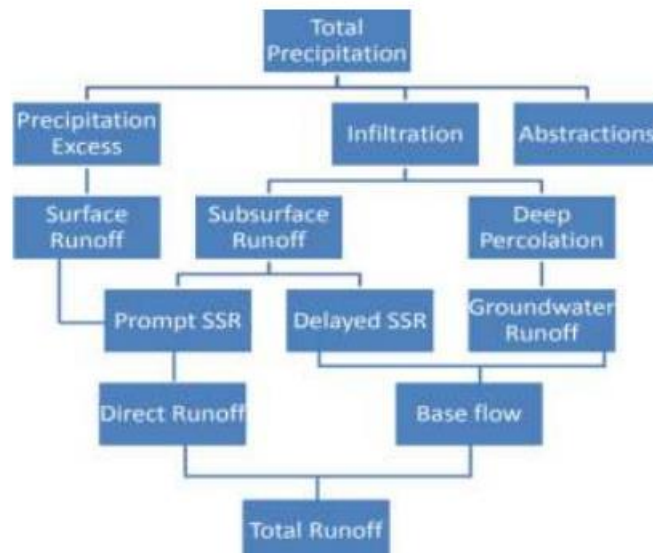 Total
Precipitation
Precipitation
Excess
Infiltration
Abstractions
Surface
Runoff
Subsurface
Runoff
Deep
Percolation
Prompt SSR
Delayed SSR
Groundwater
Runoff
Direct Runoff
Base flow
Total Runoff